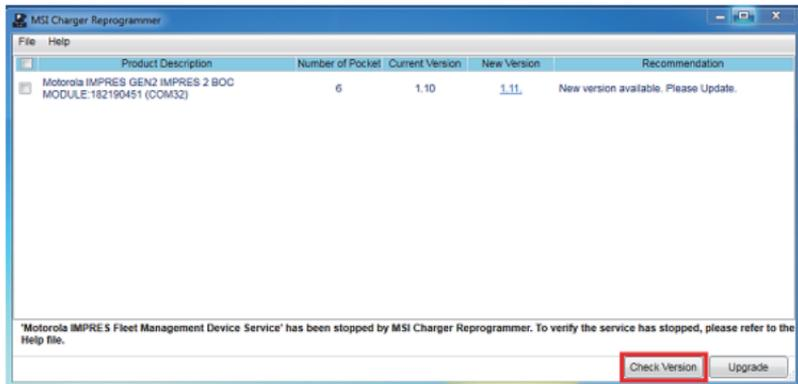 MSI Charger Reprogrammer
File Help
Product Description Number of Pocket Current Version New Version Recommendation
Motorola IMPRES GEN2 IMPRES 2 BOC
MODULE:182190451 (COM32) 6 1.10 1.11. New version available. Please Update.
'Motorola IMPRES Fleet Management Device Service' has been stopped by MSI Charger Reprogrammer. To verify the service has stopped, please refer to the
Help file.
Check Version Upgrade